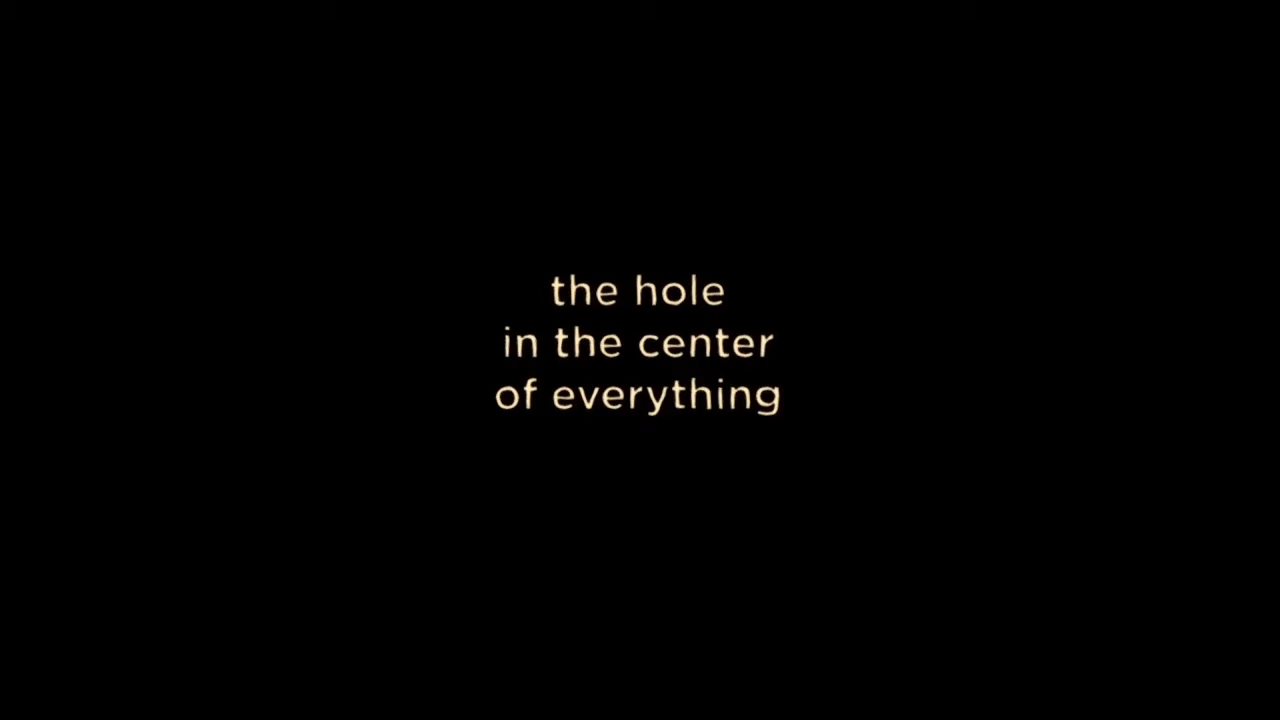 the hole
in the center
of everything